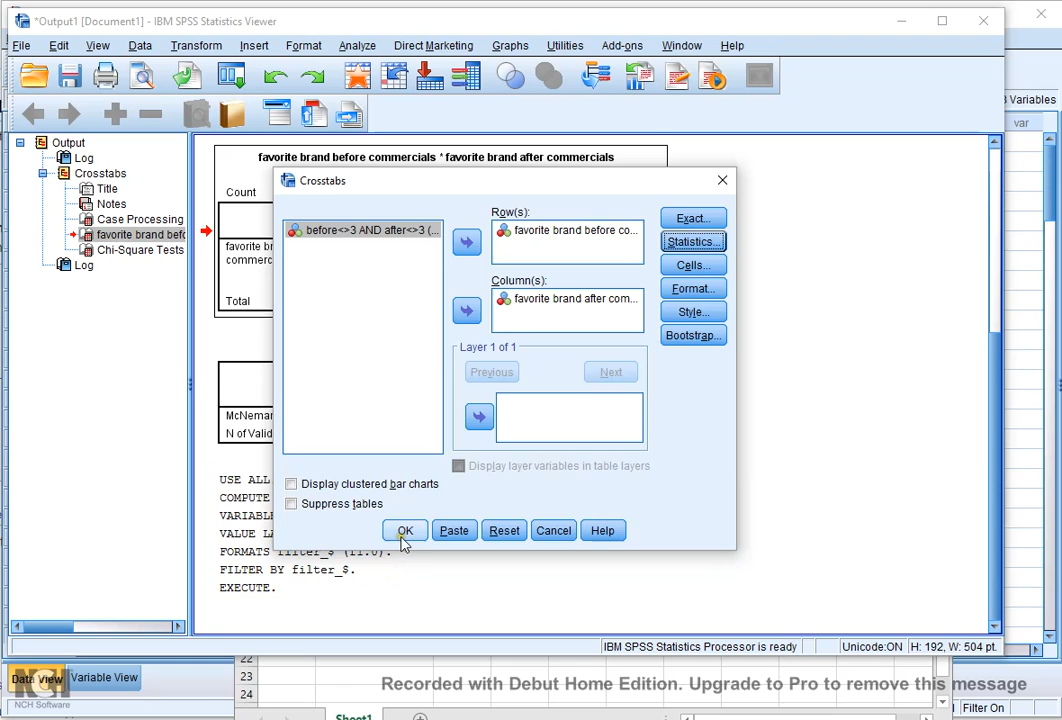 *Output1 [Document1] - IBM SPSS Statistics Viewer
File Edit View Data Transform Insert Format Analyze Direct Marketing Graphs Utilities Add-ons Window Help
Variables
var
Output
Log
Crosstabs
Title
Notes
Case Processing
favorite brand befo
Chi-Square Tests
Log
favorite brand before commercials * favorite brand after commercials
Count
favorite br
commerc
Total
McNemar
N of Valid
USE ALL
COMPUTE
VARIABL
VALUE LA
FORMATS filter_$ (f1.0).
FILTER BY filter_$.
EXECUTE.
Crosstabs
before<>3 AND after<>3 (...
Row(s):
favorite brand before co...
Column(s):
favorite brand after com...
Layer 1 of 1
Previous Next
Display layer variables in table layers
Exact...
Statistics...
Cells...
Format...
Style...
Bootstrap...
Display clustered bar charts
Suppress tables
OK Paste Reset Cancel Help
IBM SPSS Statistics Processor is ready Unicode:ON H: 192, W: 504 pt.
Data View Variable View
22
23
24
Sheet1
Filter On
NCH
NCH Software
Recorded with Debut Home Edition. Upgrade to Pro to remove this message